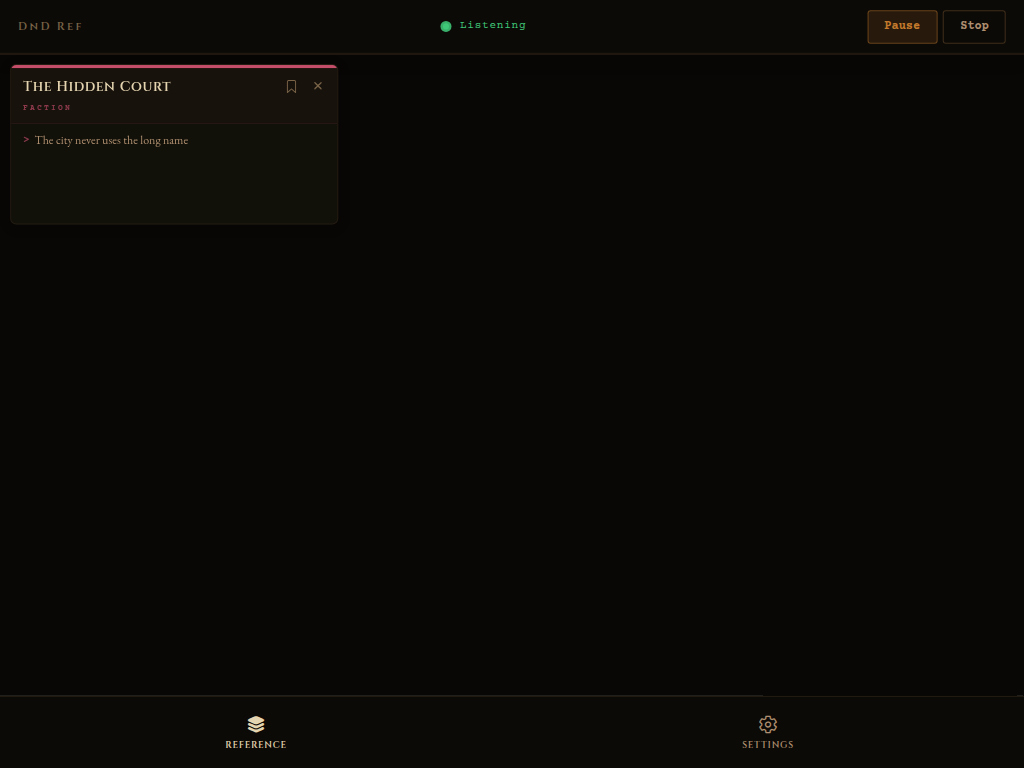 DnD Ref
Listening
Pause
Stop
The Hidden Court
FACTION
> The city never uses the long name
REFERENCE
SETTINGS